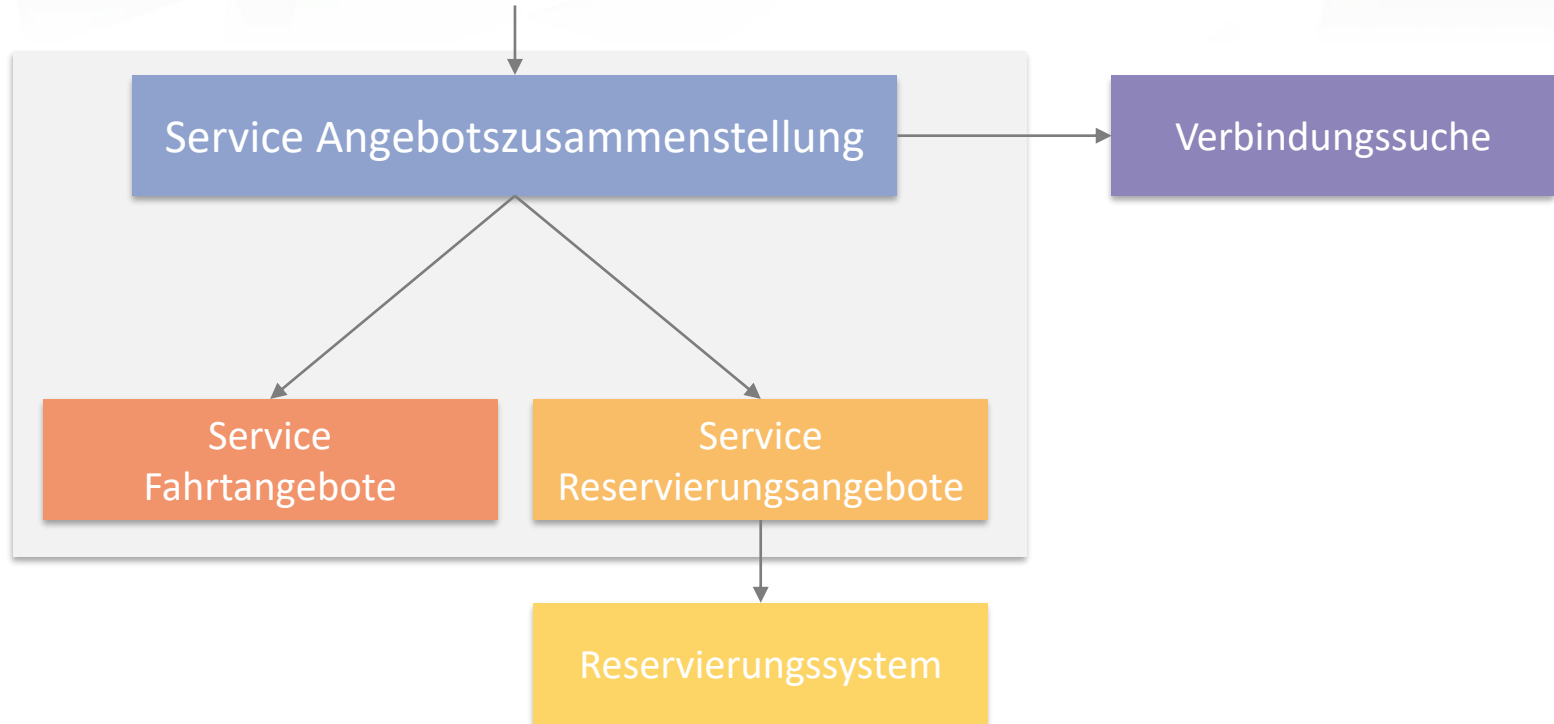 Service Angebotszusammenstellung
Verbindungssuche
Service
Fahrtangebote
Service
Reservierungsangebote
Reservierungssystem